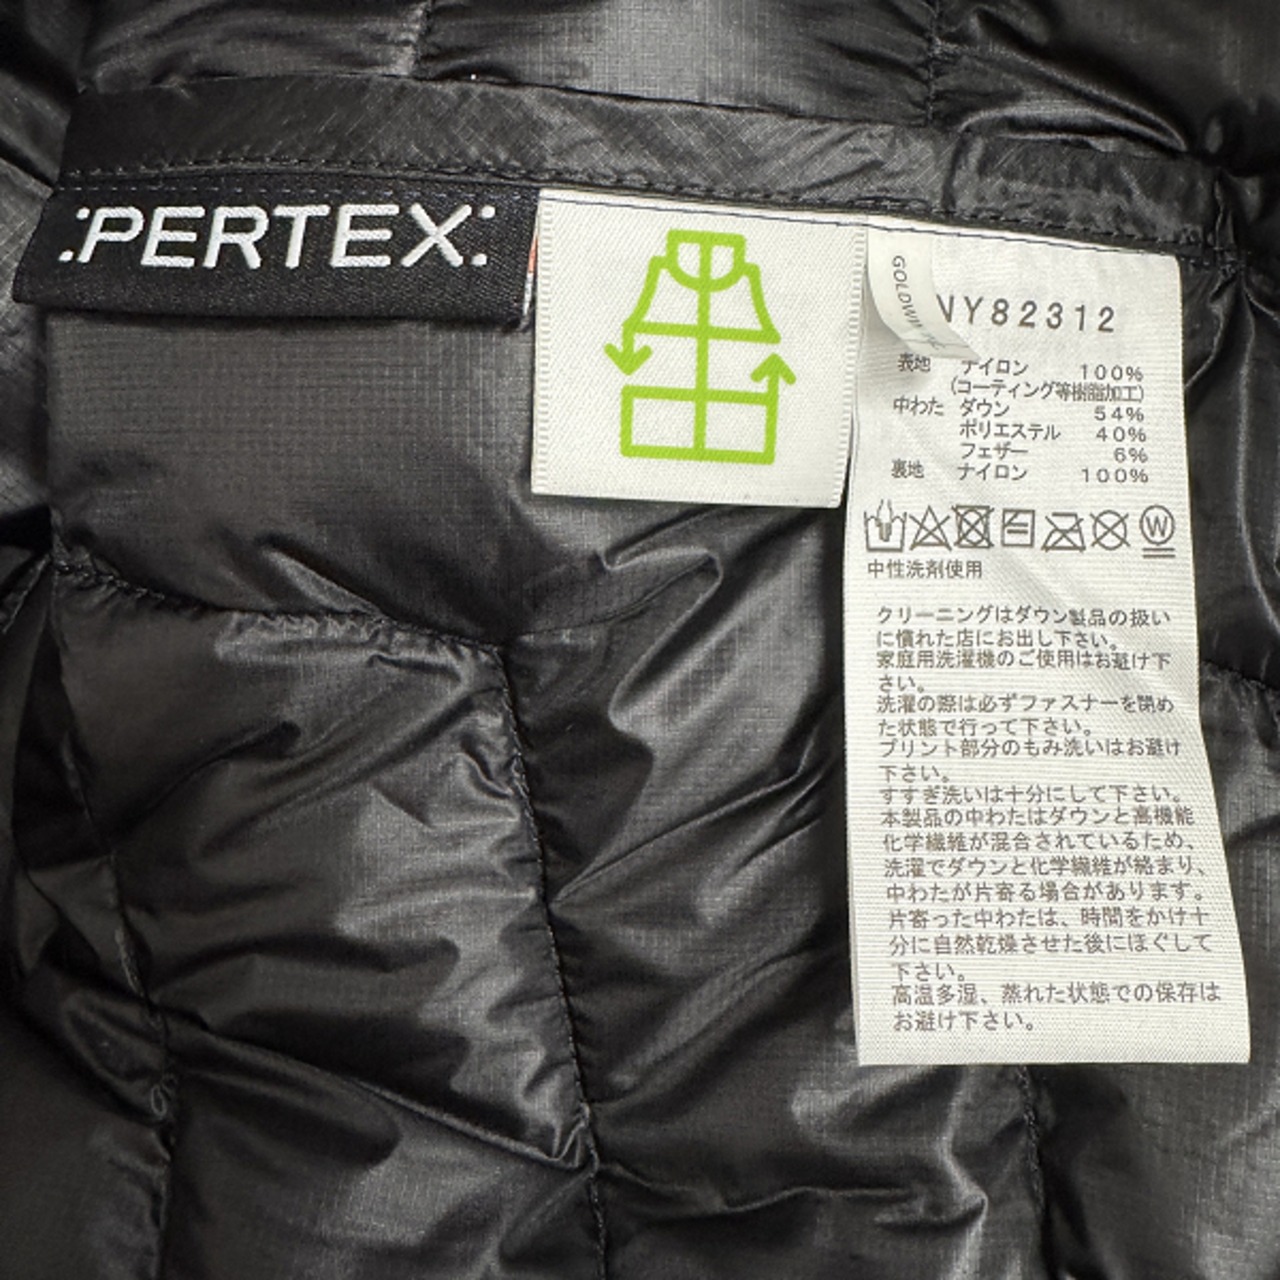 :PERTEX:
GOLDWIN
NY82312
表地 ナイロン 100%
(コーティング等樹脂加工)
中わた ダウン 54%
ポリエステル 40%
フェザー 6%
裏地 ナイロン 100%
W
中性洗剤使用
クリーニングはダウン製品の扱い
に慣れた店にお出し下さい。
家庭用洗濯機のご使用はお避け下
さい。
洗濯の際は必ずファスナーを閉め
た状態で行って下さい。
プリント部分のもみ洗いはお避け
下さい。
すすぎ洗いは十分にして下さい。
本製品の中わたはダウンと高機能
化学繊維が混合されているため、
洗濯でダウンと化学繊維が絡まり、
中わたが片寄る場合があります。
片寄った中わたは、時間をかけ十
分に自然乾燥させた後にほぐして
下さい。
高温多湿、蒸れた状態での保存は
お避け下さい。